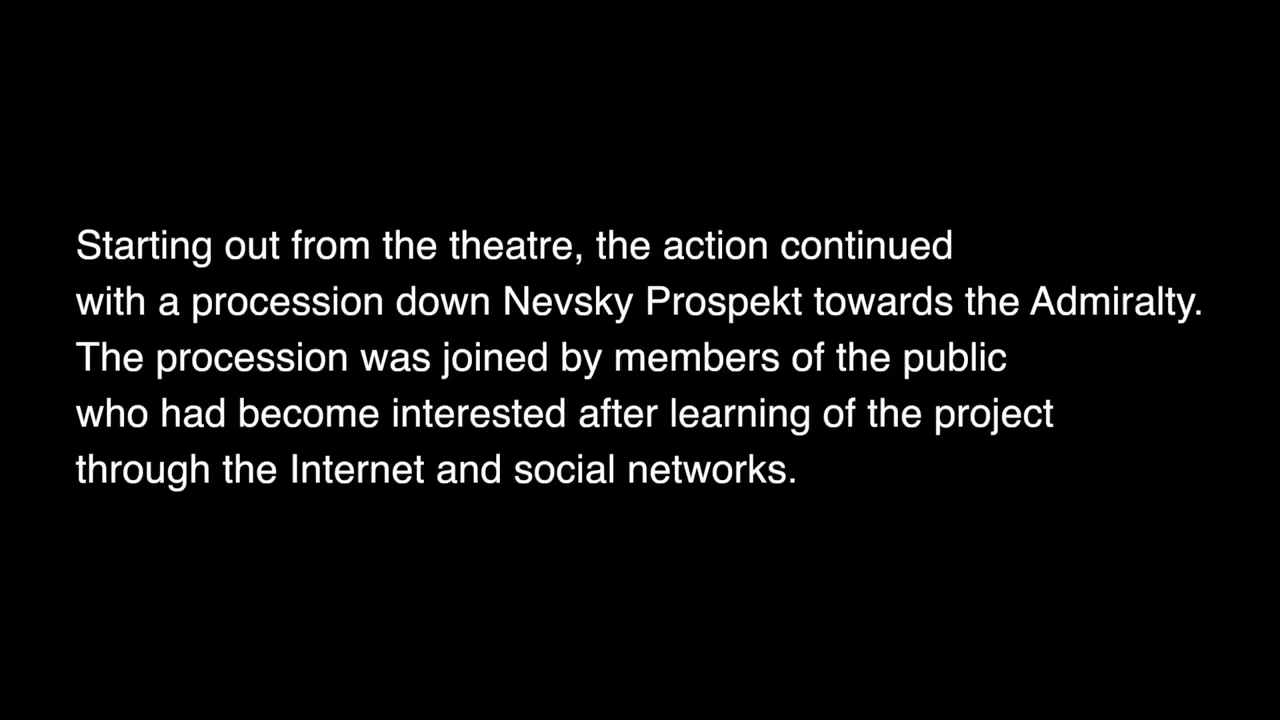 Starting out from the theatre, the action continued
with a procession down Nevsky Prospekt towards the Admiralty.
The procession was joined by members of the public
who had become interested after learning of the project
through the Internet and social networks.